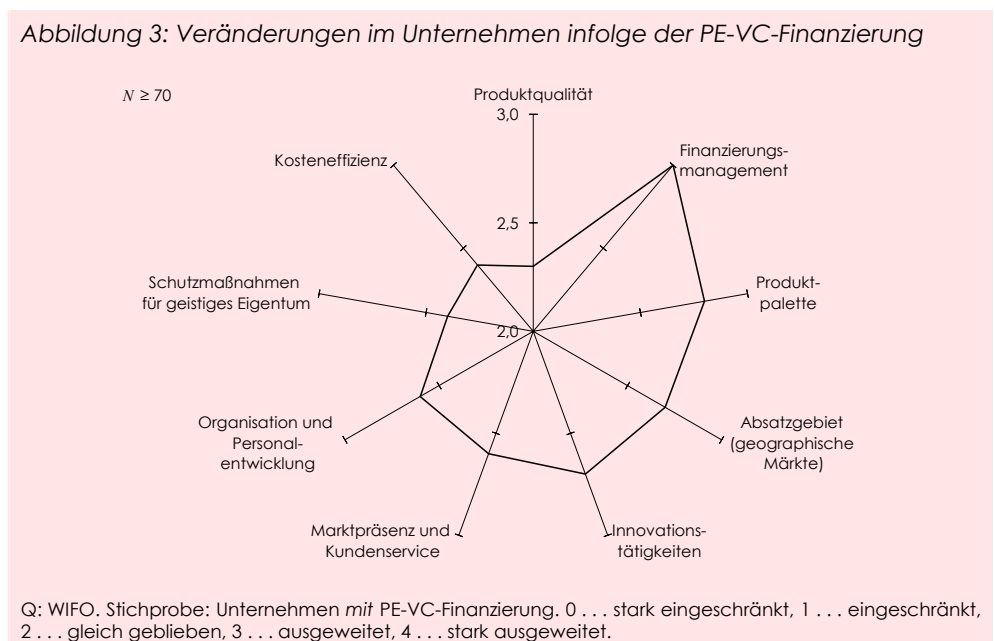 Abbildung 3: Veränderungen im Unternehmen infolge der PE-VC-Finanzierung
N ≥ 70
Produktqualität
3,0
Finanzierungs-
management
Kosteneffizienz
2,5
Schutzmaßnahmen
für geistiges Eigentum
Produkt-
palette
2,0
Organisation und
Personal-
entwicklung
Absatzgebiet
(geographische
Märkte)
Marktpräsenz und
Kundenservice
Innovations-
tätigkeiten
Q: WIFO. Stichprobe: Unternehmen mit PE-VC-Finanzierung. 0 . . . stark eingeschränkt, 1 . . . eingeschränkt,
2 . . . gleich geblieben, 3 . . . ausgeweitet, 4 . . . stark ausgeweitet.